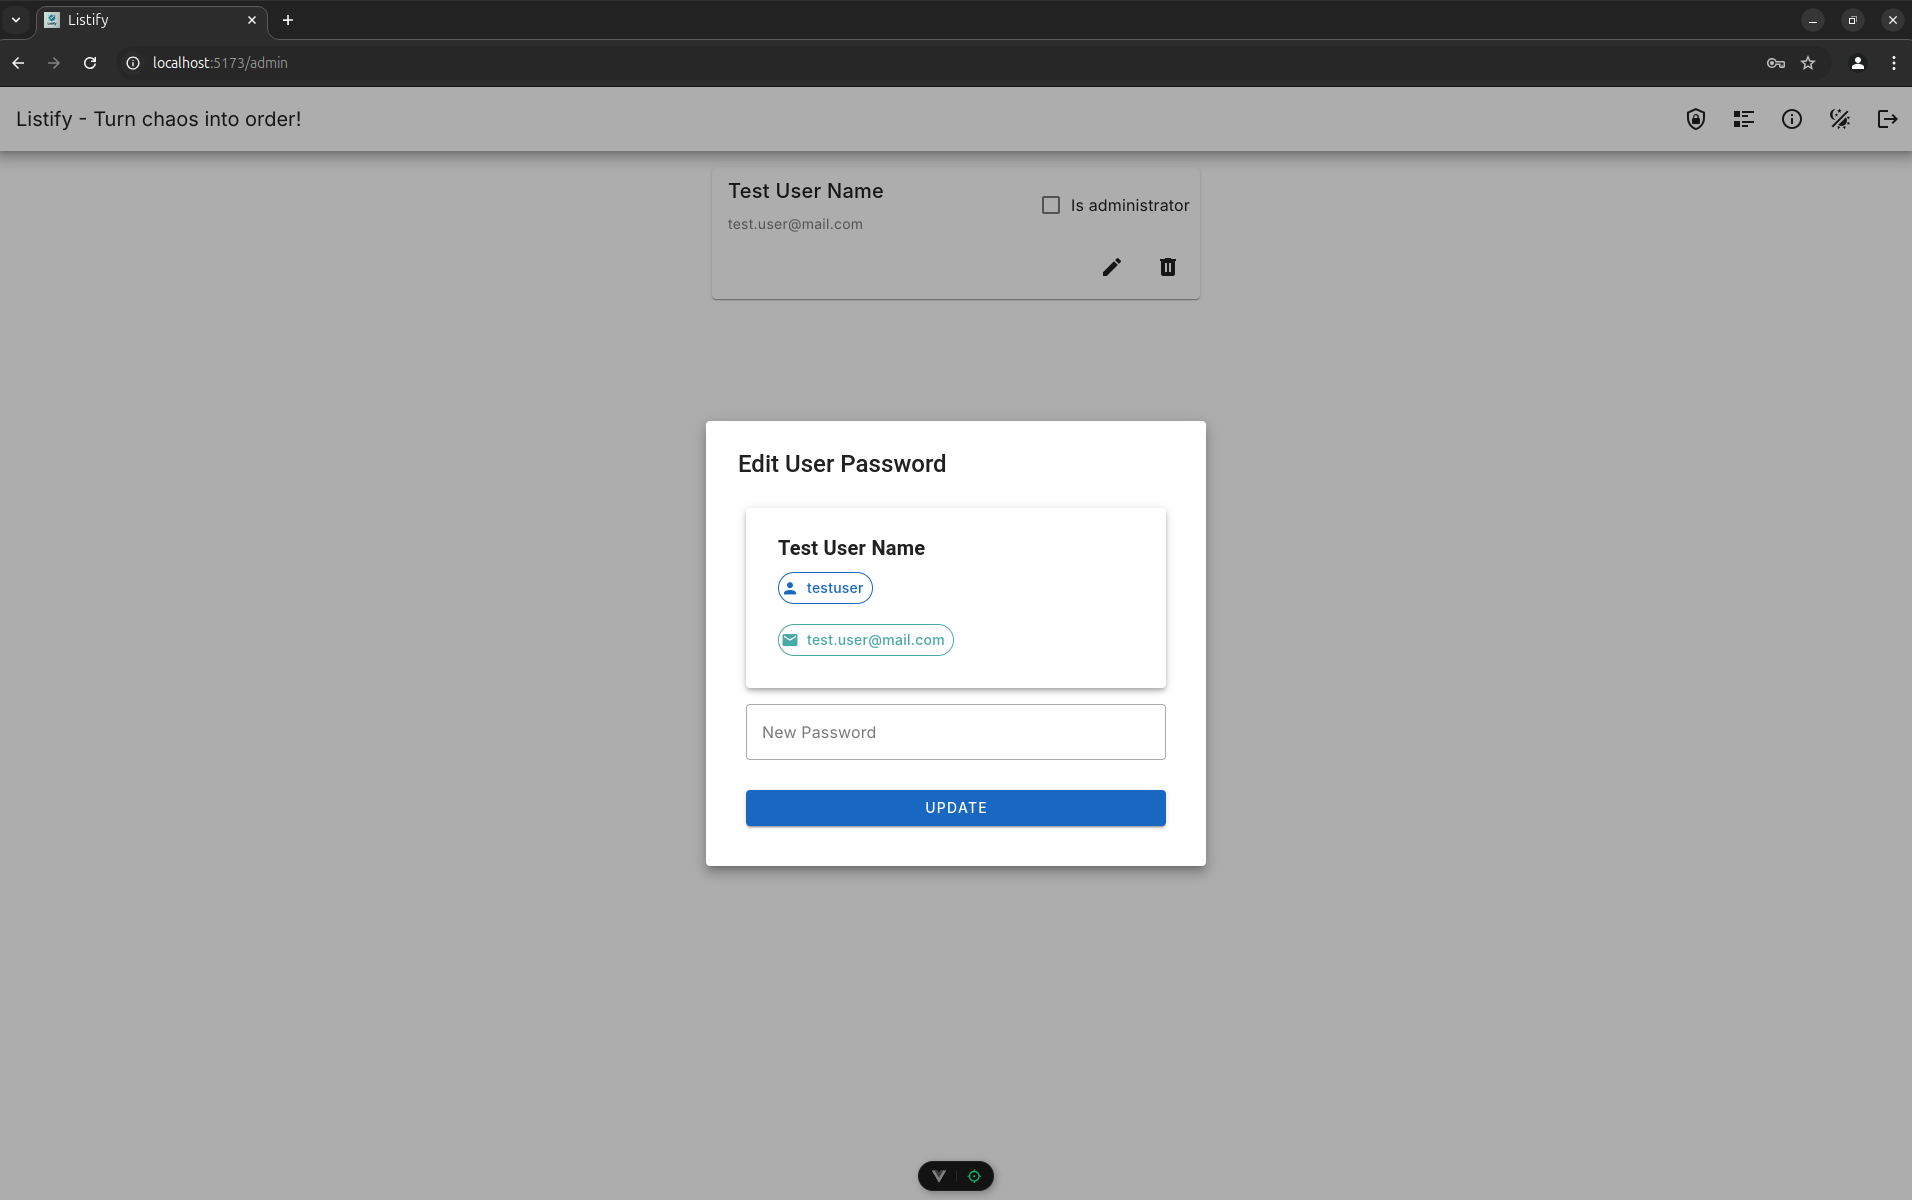 Listify
localhost:5173/admin
Listify - Turn chaos into order!
Test User Name
Is administrator
test.user@mail.com
Edit User Password
Test User Name
testuser
test.user@mail.com
New Password
UPDATE